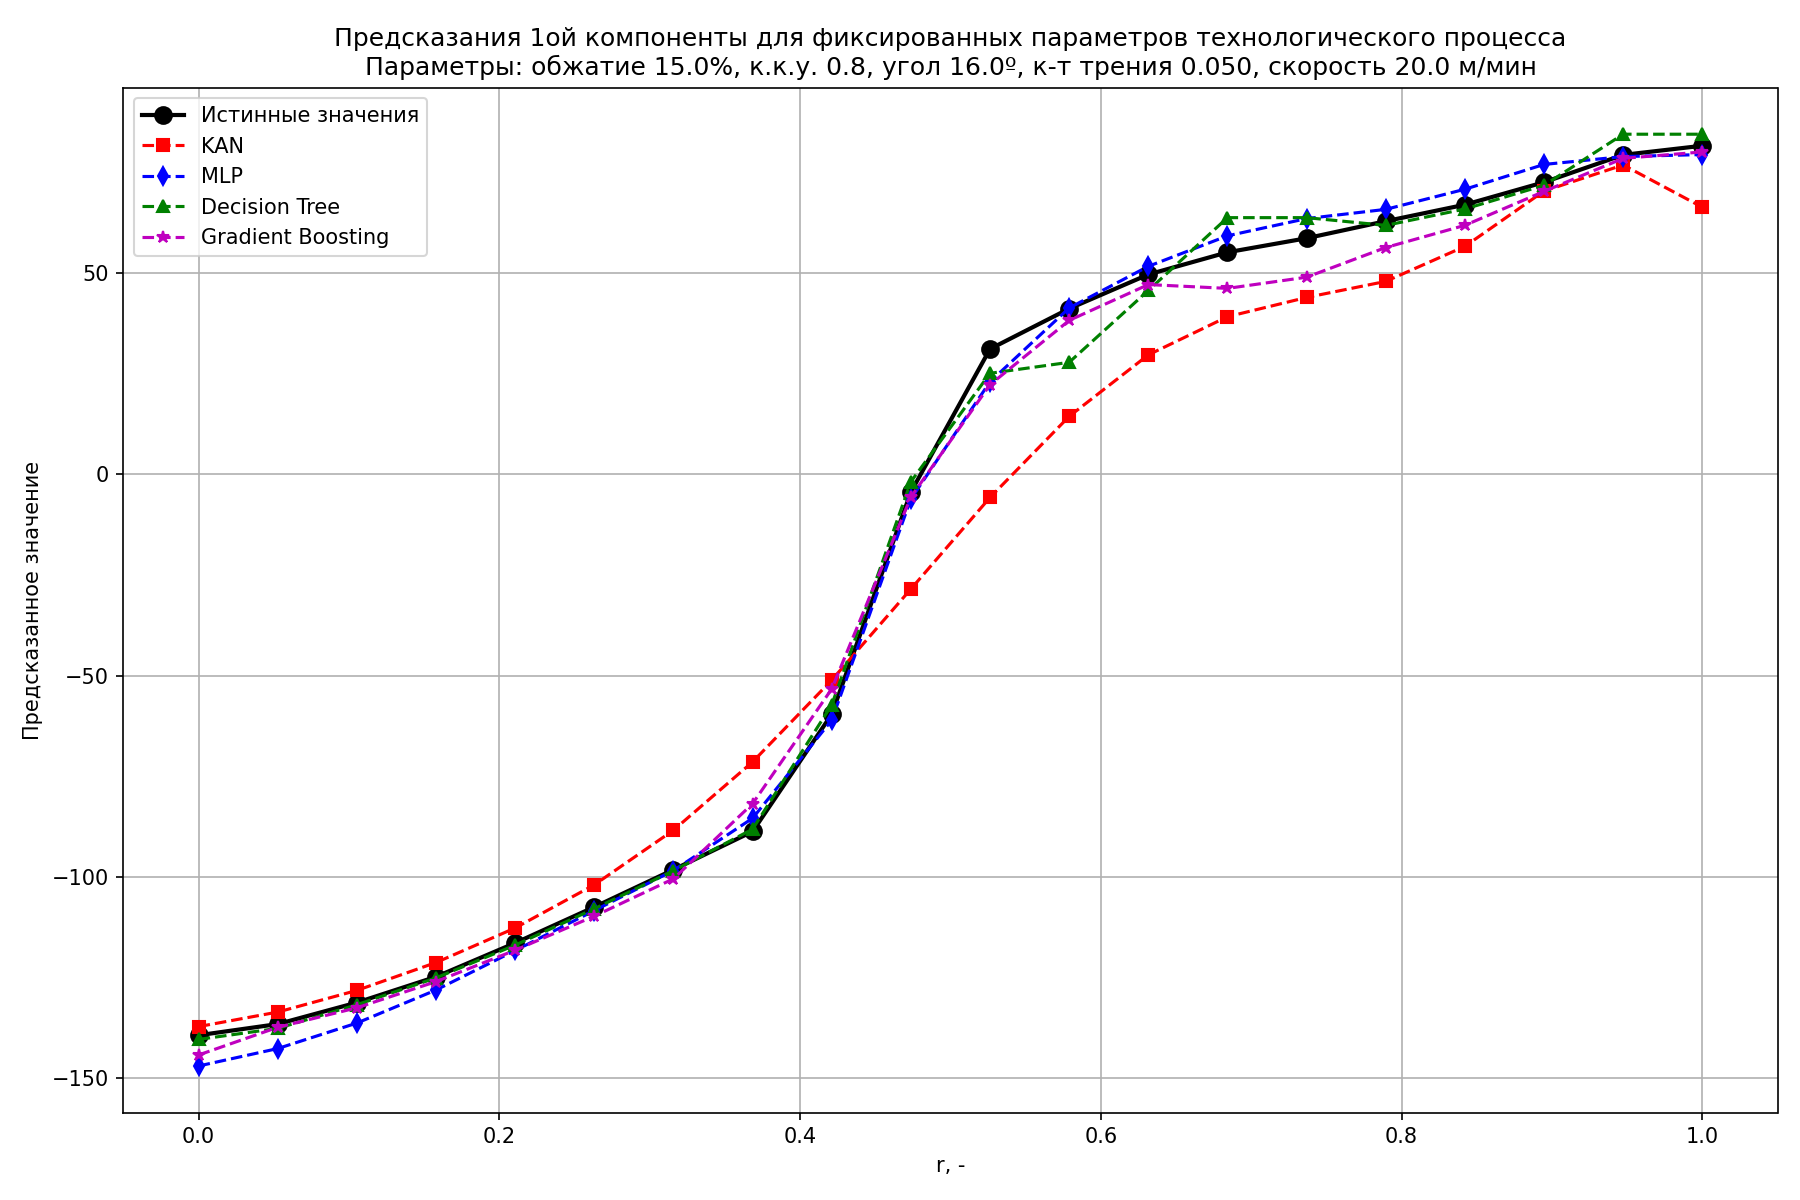 Предсказания 1ой компоненты для фиксированных параметров технологического процесса
Параметры: обжатие 15.0%, к.к.у. 0.8, угол 16.0º, к-т трения 0.050, скорость 20.0 м/мин
Истинные значения
KAN
MLP
Decision Tree
Gradient Boosting
Предсказанное значение
50
0
−50
−100
−150
0.0
0.2
0.4
0.6
0.8
1.0
r, -